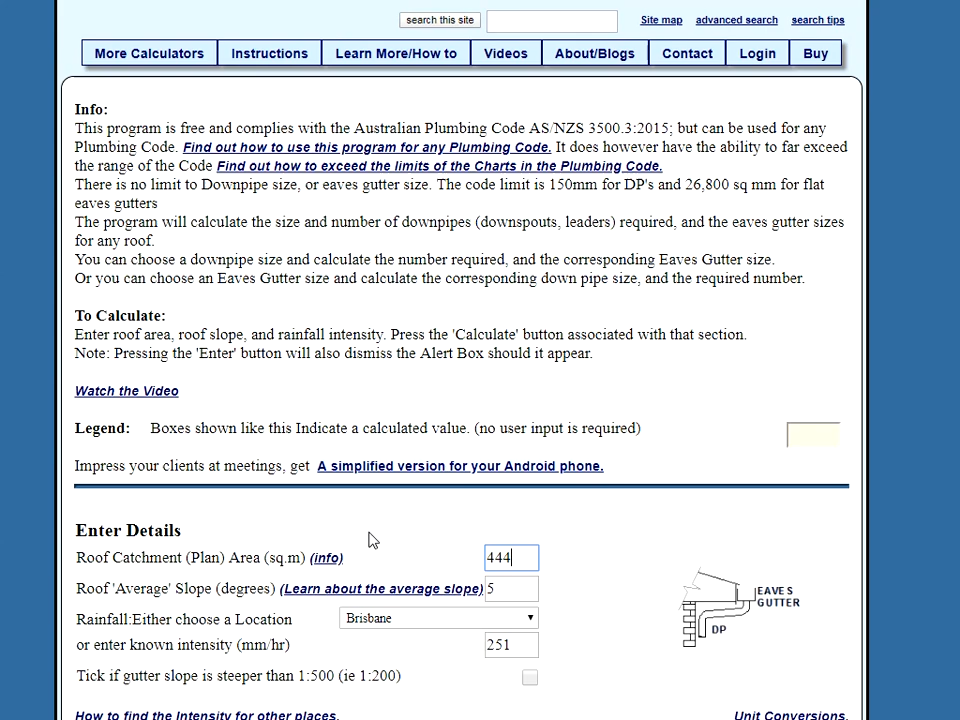 search this site Site map advanced search search tips
More Calculators Instructions Learn More/How to Videos About/Blogs Contact Login Buy
Info:
This program is free and complies with the Australian Plumbing Code AS/NZS 3500.3:2015; but can be used for any
Plumbing Code. Find out how to use this program for any Plumbing Code. It does however have the ability to far exceed
the range of the Code Find out how to exceed the limits of the Charts in the Plumbing Code.
There is no limit to Downpipe size, or eaves gutter size. The code limit is 150mm for DP's and 26,800 sq mm for flat
eaves gutters
The program will calculate the size and number of downpipes (downspouts, leaders) required, and the eaves gutter sizes
for any roof.
You can choose a downpipe size and calculate the number required, and the corresponding Eaves Gutter size.
Or you can choose an Eaves Gutter size and calculate the corresponding down pipe size, and the required number.
To Calculate:
Enter roof area, roof slope, and rainfall intensity. Press the 'Calculate' button associated with that section.
Note: Pressing the 'Enter' button will also dismiss the Alert Box should it appear.
Watch the Video
Legend: Boxes shown like this Indicate a calculated value. (no user input is required)
Impress your clients at meetings, get A simplified version for your Android phone.
Enter Details
Roof Catchment (Plan) Area (sq.m) (info) 444
Roof 'Average' Slope (degrees) (Learn about the average slope) 5
EAVES
GUTTER
Rainfall:Either choose a Location Brisbane
DP
or enter known intensity (mm/hr) 251
Tick if gutter slope is steeper than 1:500 (ie 1:200)
How to find the Intensity for other places. Unit Conversions.